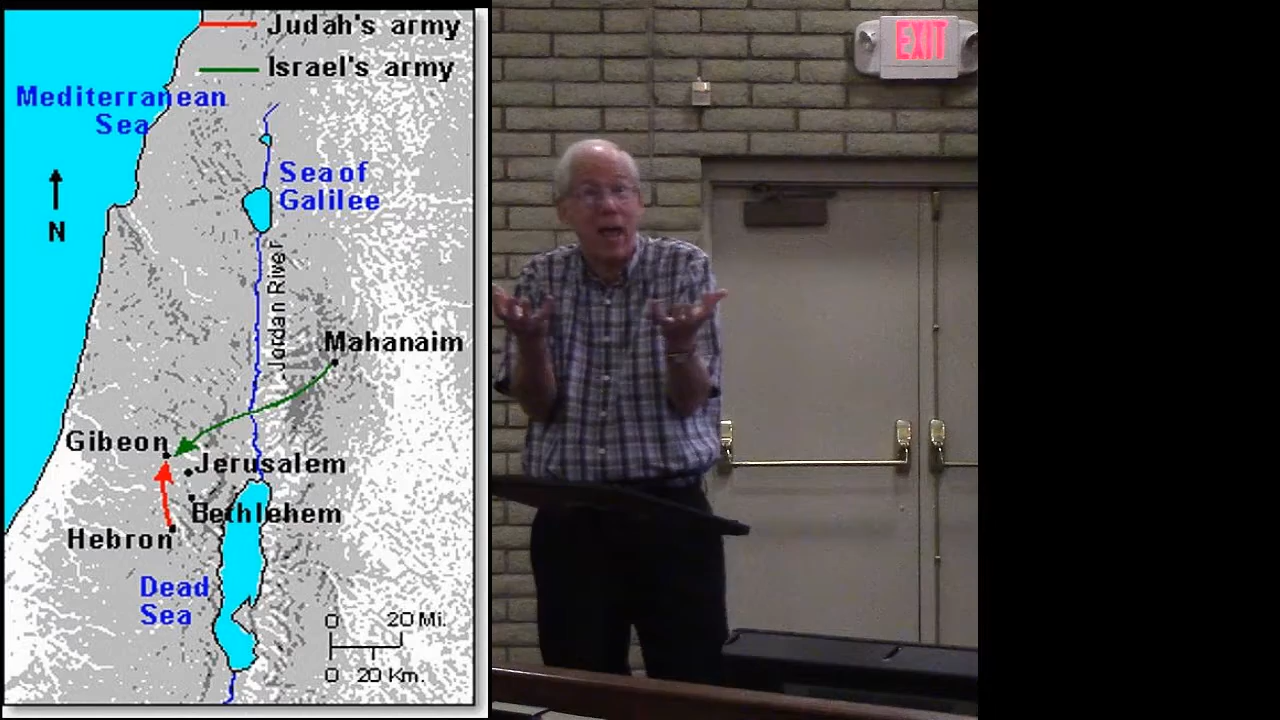 Judah's army
Israel's army
Mediterranean
Sea
Sea of
Galilee
N
Jordan River
Mahanaim
Gibeon
Jerusalem
Bethlehem
Hebron
Dead
Sea
0 20 Mi.
0 20 Km.
EXIT